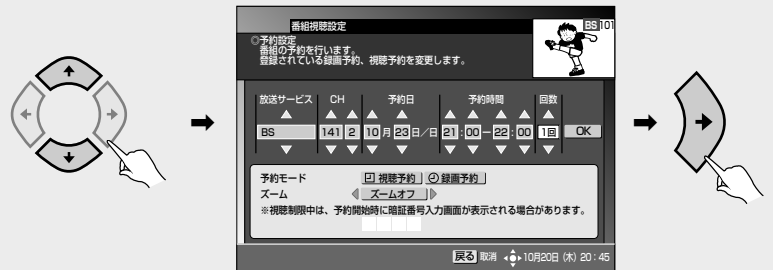 番組視聴設定
BS 101
◎予約設定
番組の予約を行います。
登録されている録画予約、視聴予約を変更します。
放送サービス CH 予約日 予約時間 回数
BS 141 2 10 月 23 日/日 21 : 00 − 22 : 00 1回 OK
予約モード 視聴予約 録画予約
ズーム ズームオフ
※視聴制限中は、予約開始時に暗証番号入力画面が表示される場合があります。
戻る 取消 10月20日 (木) 20 : 45